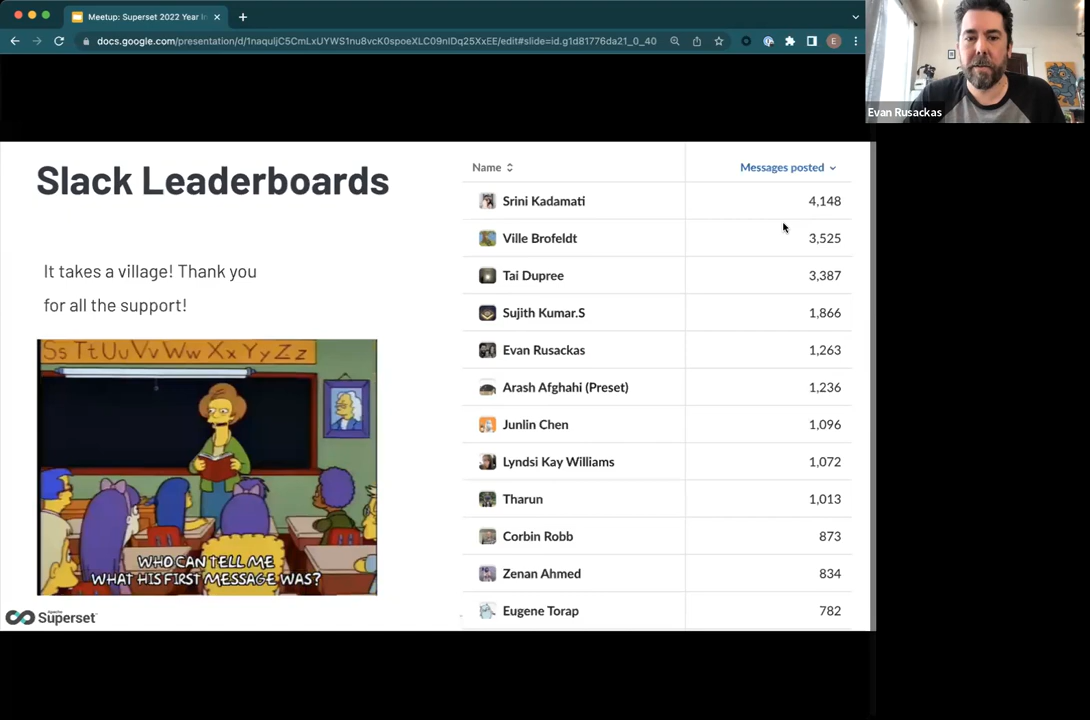 Meetup: Superset 2022 Year I
docs.google.com/presentation/d/1naquljC5CmLxUYWS1nu8vcK0spoeXLC09nIDq25XxEE/edit#slide=id.g1d81776da21_0_40
E
Evan Rusackas
Slack Leaderboards
It takes a village! Thank you
for all the support!
Ss Tt Uu Vv Ww Xx Yy Zz
WHO CAN TELL ME
WHAT HIS FIRST MESSAGE WAS?
Apache
Superset
Name Messages posted
Srini Kadamati 4,148
Ville Brofeldt 3,525
Tai Dupree 3,387
Sujith Kumar.S 1,866
Evan Rusackas 1,263
Arash Afghahi (Preset) 1,236
Junlin Chen 1,096
Lyndsi Kay Williams 1,072
Tharun 1,013
Corbin Robb 873
Zenan Ahmed 834
Eugene Torap 782